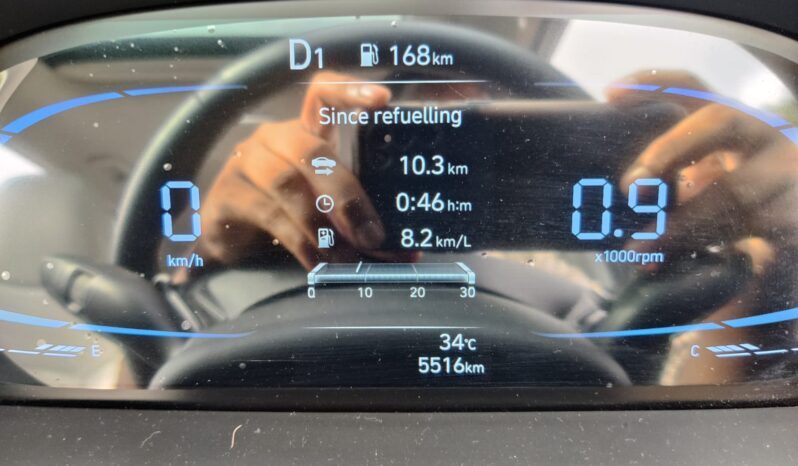 D1 168km
Since refuelling
10.3 km
0:46 h:m
8.2 km/L
0 km/h
0.9 x1000rpm
0 10 20 30
E C
34°C
5516km